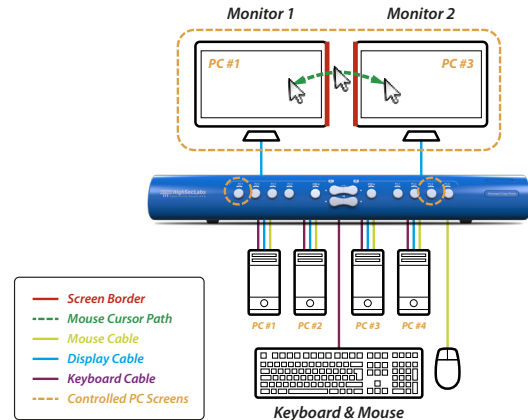 Monitor 1
Monitor 2
PC #1
PC #3
HighSecLabs
PC #1
PC #2
PC #3
PC #4
Screen Border
Mouse Cursor Path
Mouse Cable
Display Cable
Keyboard Cable
Controlled PC Screens
Keyboard & Mouse